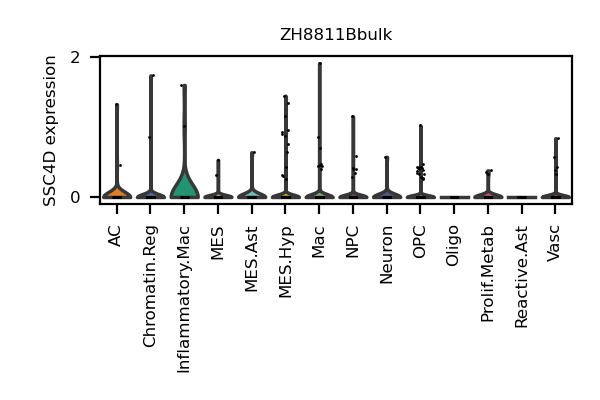 ZH8811Bbulk
SSC4D expression
2
0
AC
Chromatin.Reg
Inflammatory.Mac
MES
MES.Ast
MES.Hyp
Mac
NPC
Neuron
OPC
Oligo
Prolif.Metab
Reactive.Ast
Vasc